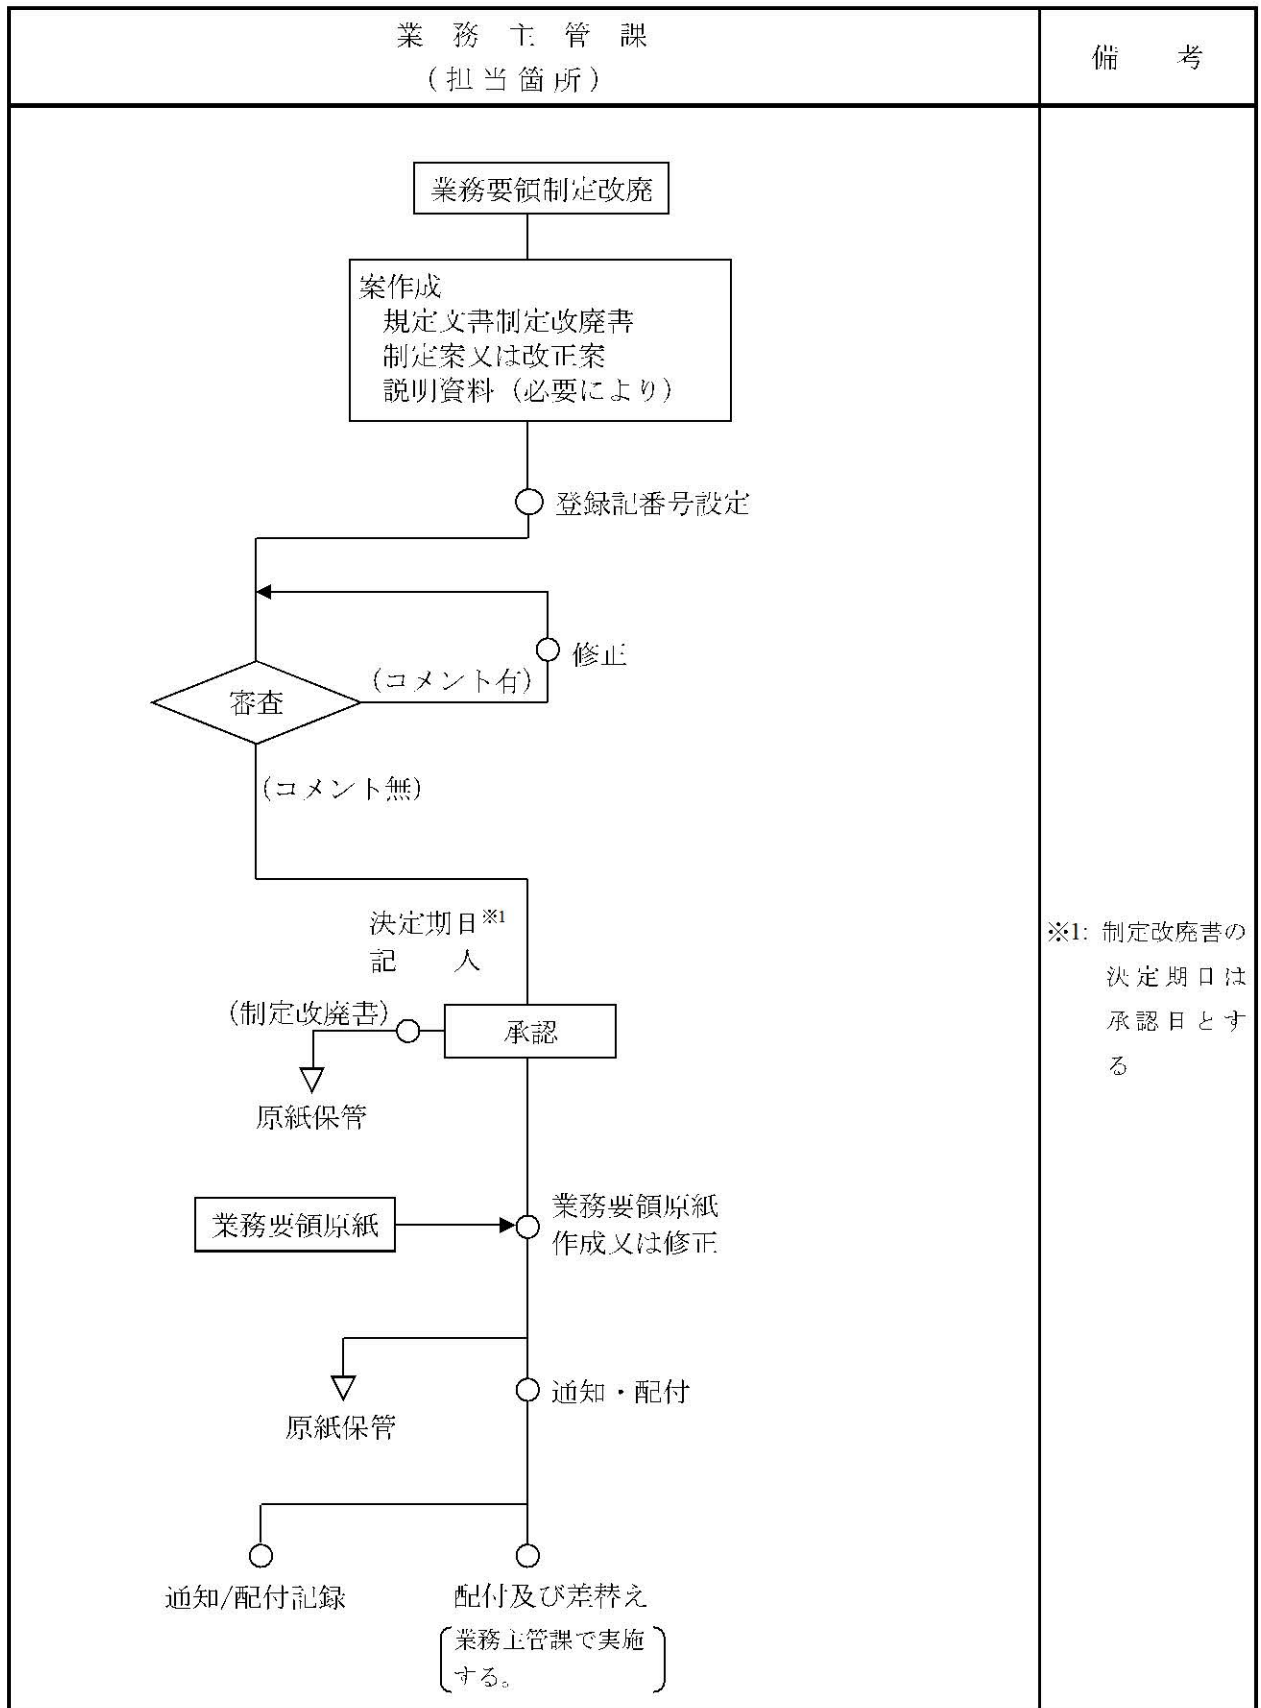 業務主管課
(担当箇所)
備考
業務要領制定改廃
案作成
規定文書制定改廃書
制定案又は改正案
説明資料（必要により）
登録記番号設定
修正
(コメント有)
審査
(コメント無)
決定期日※1
記入
(制定改廃書)
承認
原紙保管
業務要領原紙
業務要領原紙
作成又は修正
通知・配付
原紙保管
通知/配付記録
配付及び差替え
業務主管課で実施
する。
※1: 制定改廃書の
決定期日は
承認日とす
る